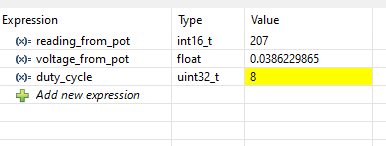 Expression Type Value
(x)= reading_from_pot int16_t 207
(x)= voltage_from_pot float 0.0386229865
(x)= duty_cycle uint32_t 8
Add new expression